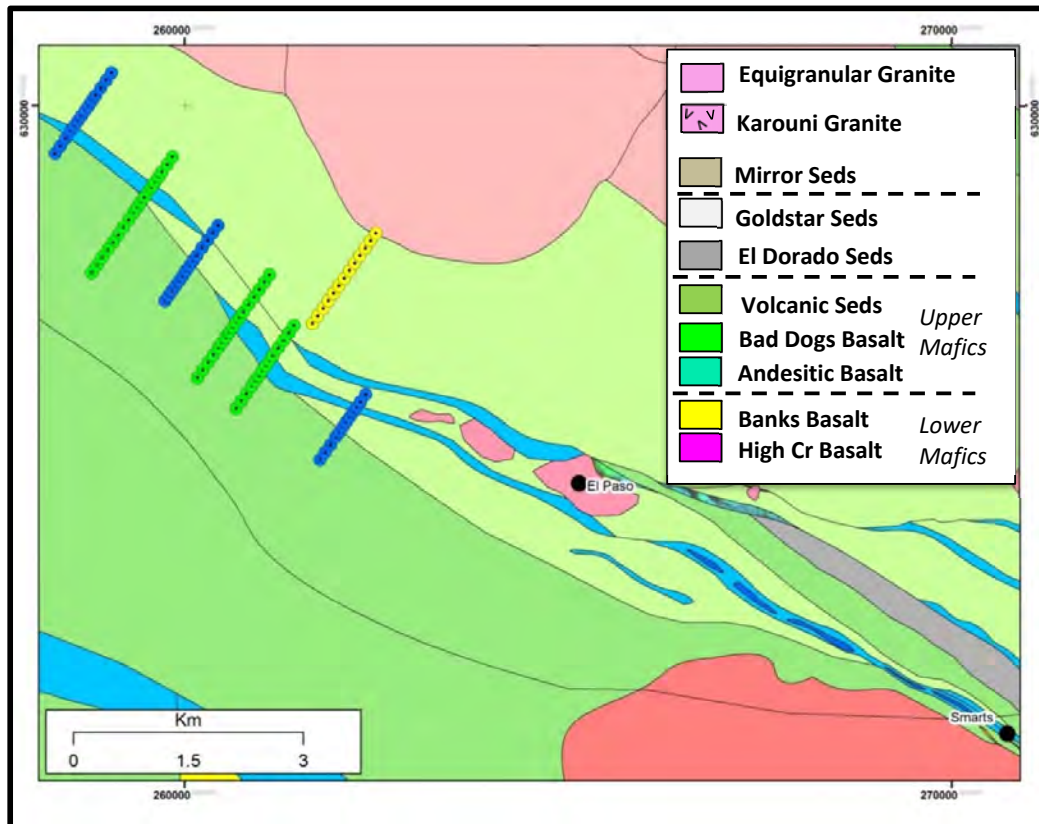 260000
270000
630000
630000
Equigranular Granite
Karouni Granite
Mirror Seds
Goldstar Seds
El Dorado Seds
Volcanic Seds
Upper
Bad Dogs Basalt
Mafics
Andesitic Basalt
Banks Basalt
Lower
High Cr Basalt
Mafics
El Paso
Smarts
Km
0
1.5
3
260000
270000